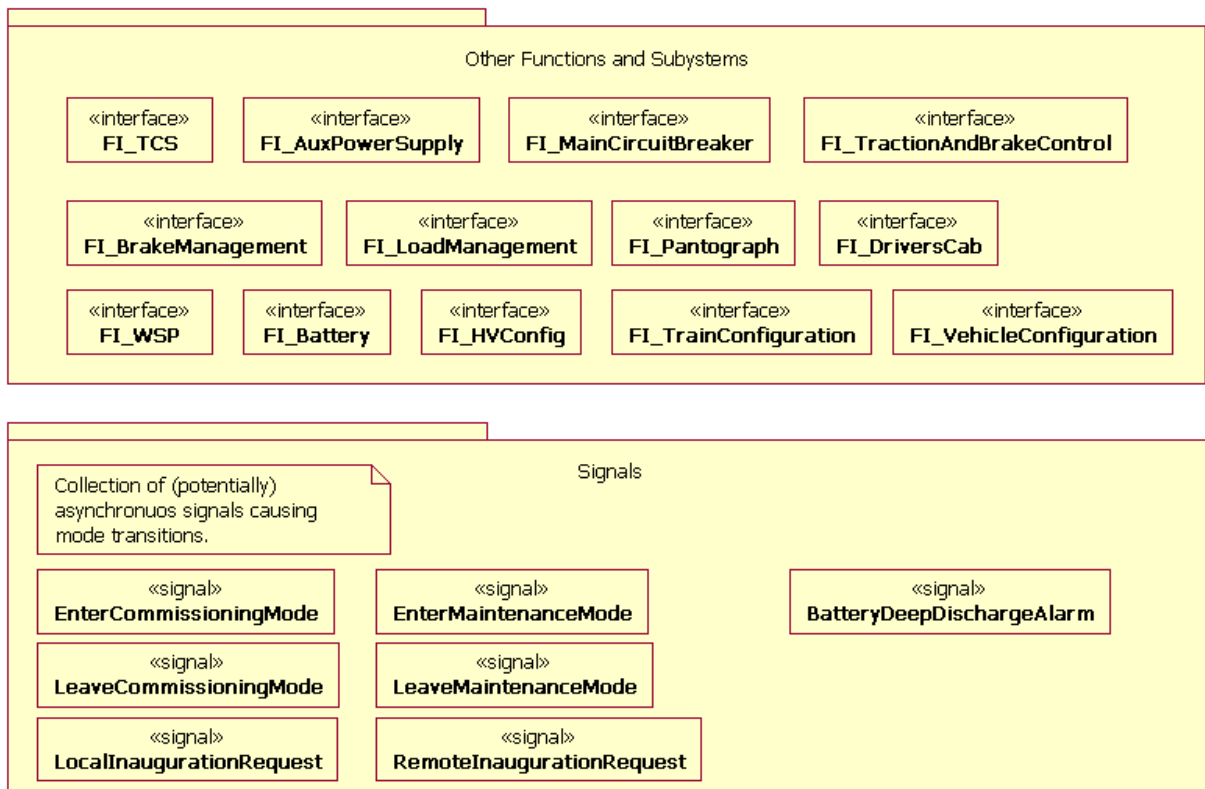 Other Functions and Subystems
«interface» «interface» «interface» «interface»
FI_TCS FI_AuxPowerSupply FI_MainCircuitBreaker FI_TractionAndBrakeControl
«interface» «interface» «interface» «interface»
FI_BrakeManagement FI_LoadManagement FI_Pantograph FI_DriversCab
«interface» «interface» «interface» «interface» «interface»
FI_WSP FI_Battery FI_HVConfig FI_TrainConfiguration FI_VehicleConfiguration
Signals
Collection of (potentially)
asynchronuos signals causing
mode transitions.
«signal» «signal» «signal»
EnterCommissioningMode EnterMaintenanceMode BatteryDeepDischargeAlarm
«signal» «signal»
LeaveCommissioningMode LeaveMaintenanceMode
«signal» «signal»
LocalInaugurationRequest RemoteInaugurationRequest